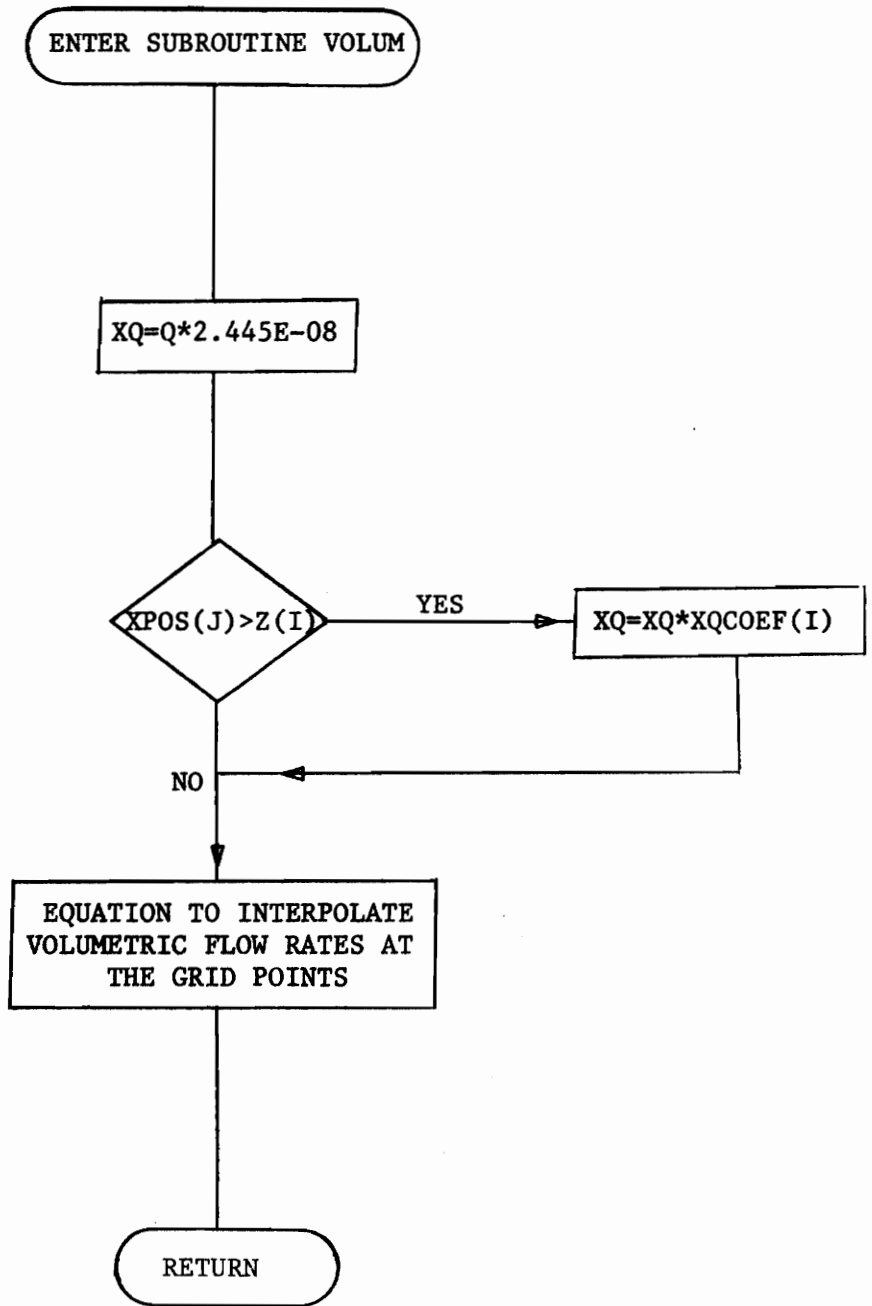 ENTER SUBROUTINE VOLUM
XQ=Q*2.445E-08
XPOS(J)>Z(I)
YES
XQ=XQ*XQCOEF(I)
NO
EQUATION TO INTERPOLATE
VOLUMETRIC FLOW RATES AT
THE GRID POINTS
RETURN